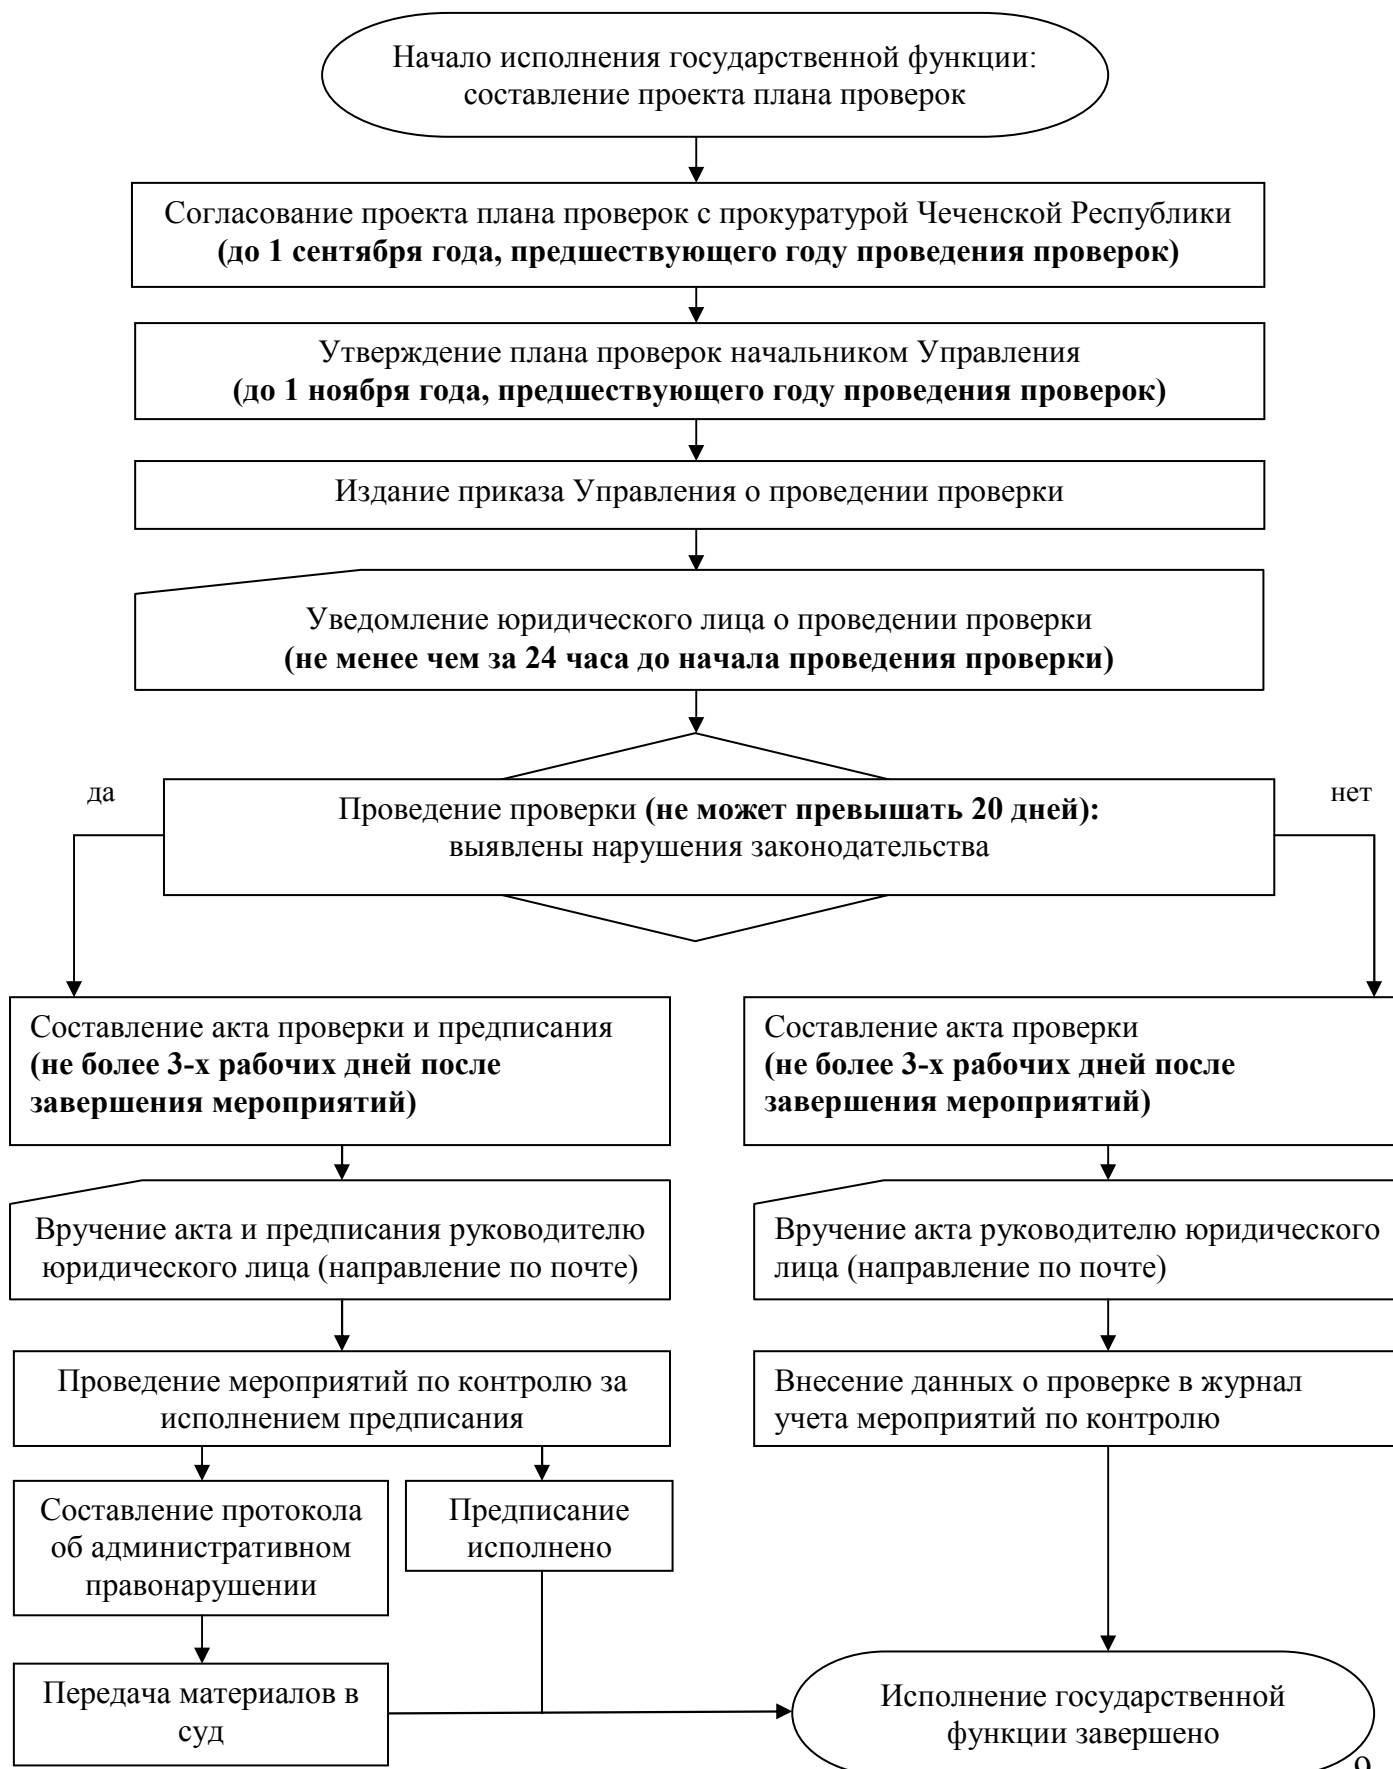 Начало исполнения государственной функции:
составление проекта плана проверок
Согласование проекта плана проверок с прокуратурой Чеченской Республики
(до 1 сентября года, предшествующего году проведения проверок)
Утверждение плана проверок начальником Управления
(до 1 ноября года, предшествующего году проведения проверок)
Издание приказа Управления о проведении проверки
Уведомление юридического лица о проведении проверки
(не менее чем за 24 часа до начала проведения проверки)
да
нет
Проведение проверки (не может превышать 20 дней):
выявлены нарушения законодательства
Составление акта проверки и предписания
(не более 3-х рабочих дней после
завершения мероприятий)
Составление акта проверки
(не более 3-х рабочих дней после
завершения мероприятий)
Вручение акта и предписания руководителю
юридического лица (направление по почте)
Вручение акта руководителю юридического
лица (направление по почте)
Проведение мероприятий по контролю за
исполнением предписания
Внесение данных о проверке в журнал
учета мероприятий по контролю
Составление протокола
об административном
правонарушении
Предписание
исполнено
Передача материалов в
суд
Исполнение государственной
функции завершено